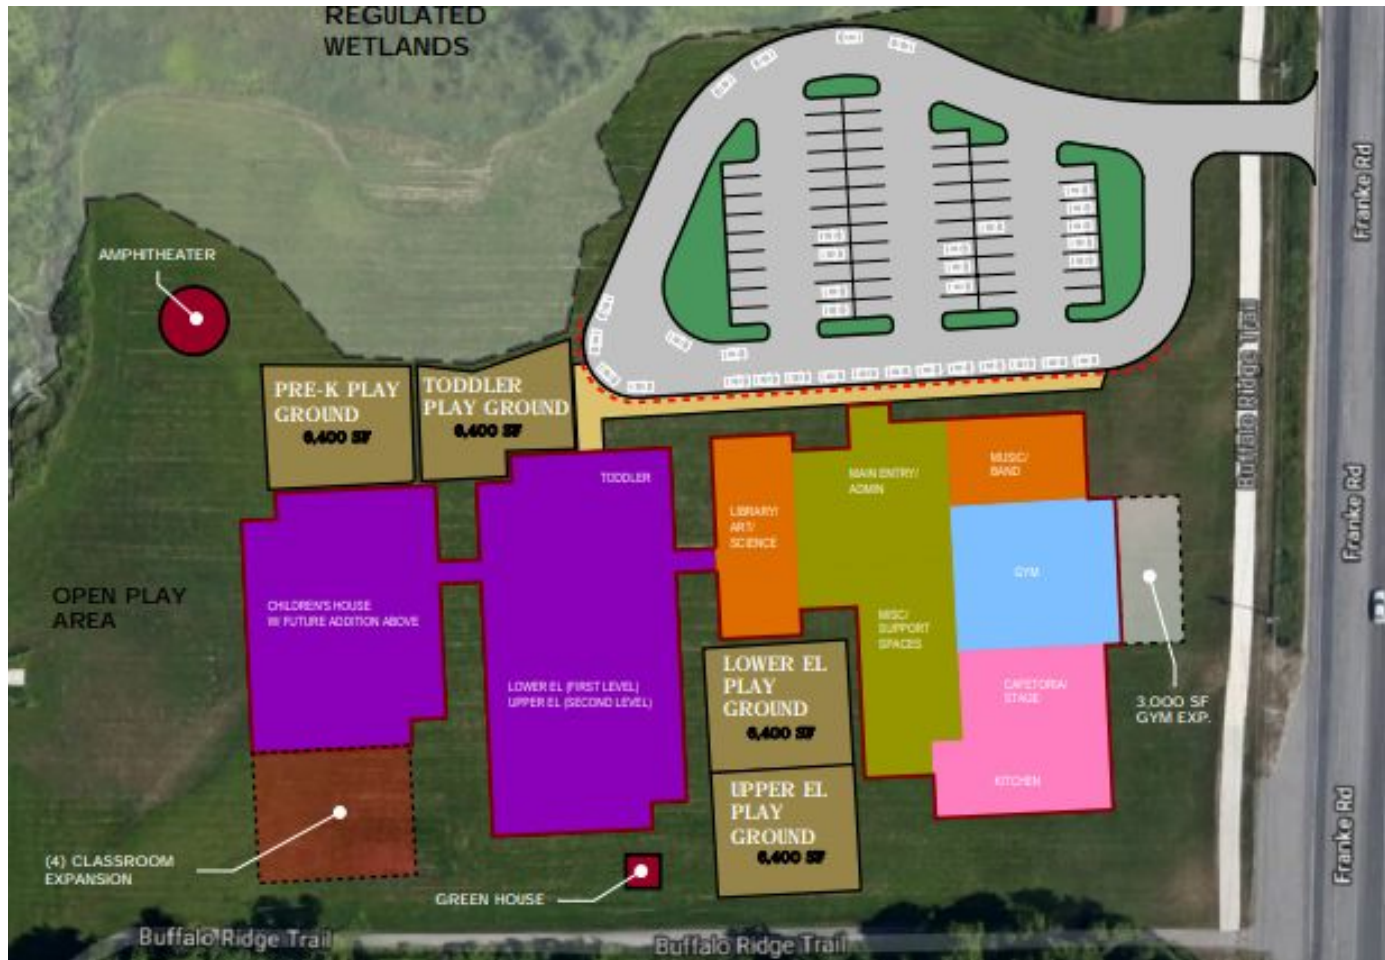 REGULATED
WETLANDS
AMPHITHEATER
PRE-K PLAY
GROUND
6,400 SF
TODDLER
PLAY GROUND
6,400 SF
TODDLER
LIBRARY/
ART/
SCIENCE
MAIN ENTRY/
ADMIN
MUSIC/
BAND
GYM
OPEN PLAY
AREA
CHILDREN'S HOUSE
W/ FUTURE ADDITION ABOVE
LOWER EL (FIRST LEVEL)
UPPER EL (SECOND LEVEL)
MISC/
SUPPORT
SPACES
LOWER EL
PLAY
GROUND
6,400 SF
CAFETORIA/
STAGE
3,000 SF
GYM EXP.
UPPER EL
PLAY
GROUND
6,400 SF
KITCHEN
(4) CLASSROOM
EXPANSION
GREEN HOUSE
Buffalo Ridge Trail
Buffalo Ridge Trail
Buffalo Ridge Trail
Franke Rd
Franke Rd
Franke Rd